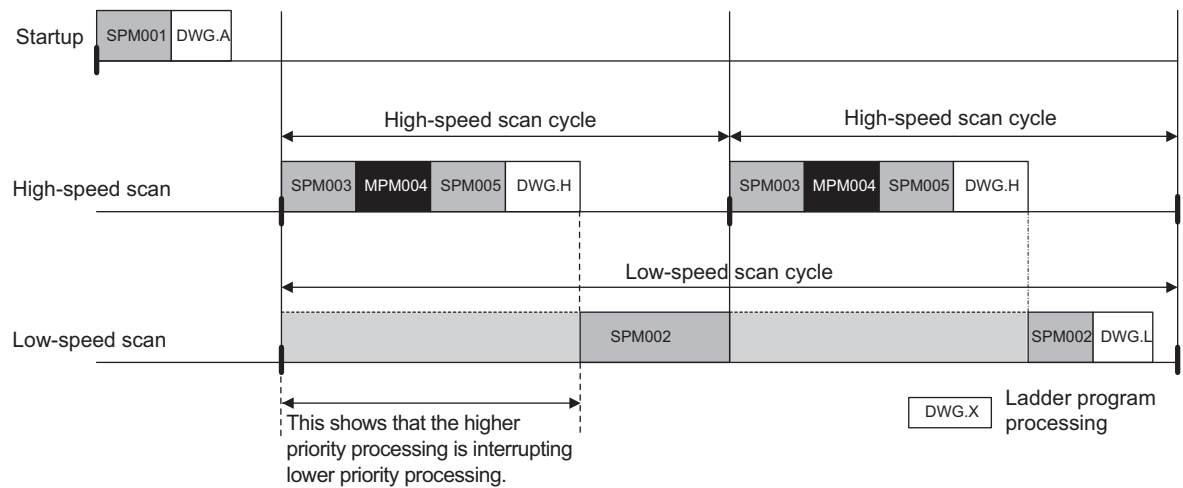 Startup
SPM001 DWG.A
High-speed scan cycle
High-speed scan cycle
High-speed scan
SPM003 MPM004 SPM005 DWG.H
SPM003 MPM004 SPM005 DWG.H
Low-speed scan cycle
Low-speed scan
SPM002
SPM002 DWG.L
This shows that the higher
priority processing is interrupting
lower priority processing.
DWG.X
Ladder program
processing